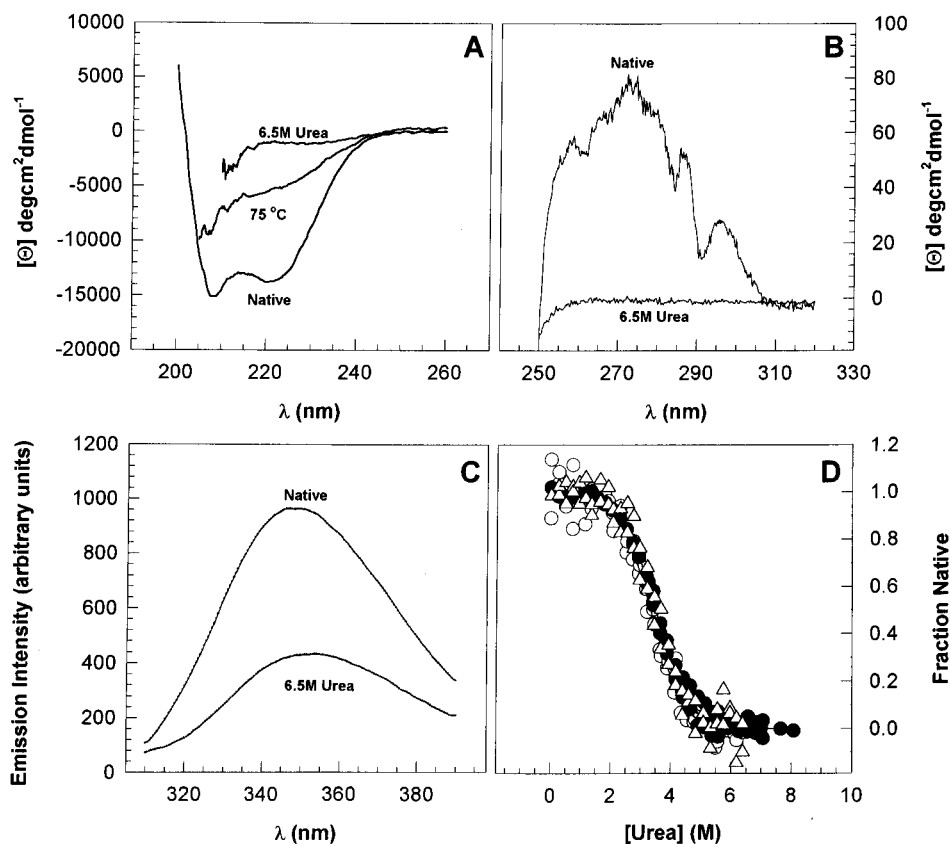 A
10000
5000
0
-5000
-10000
-15000
-20000
[Θ] degcm²dmol⁻¹
6.5M Urea
75 °C
Native
200 220 240 260
λ (nm)
B
100
80
60
40
20
0
[Θ] degcm²dmol⁻¹
Native
6.5M Urea
250 270 290 310 330
λ (nm)
C
1200
1000
800
600
400
200
0
Emission Intensity (arbitrary units)
Native
6.5M Urea
320 340 360 380
λ (nm)
D
1.2
1.0
0.8
0.6
0.4
0.2
0.0
Fraction Native
0 2 4 6 8 10
[Urea] (M)